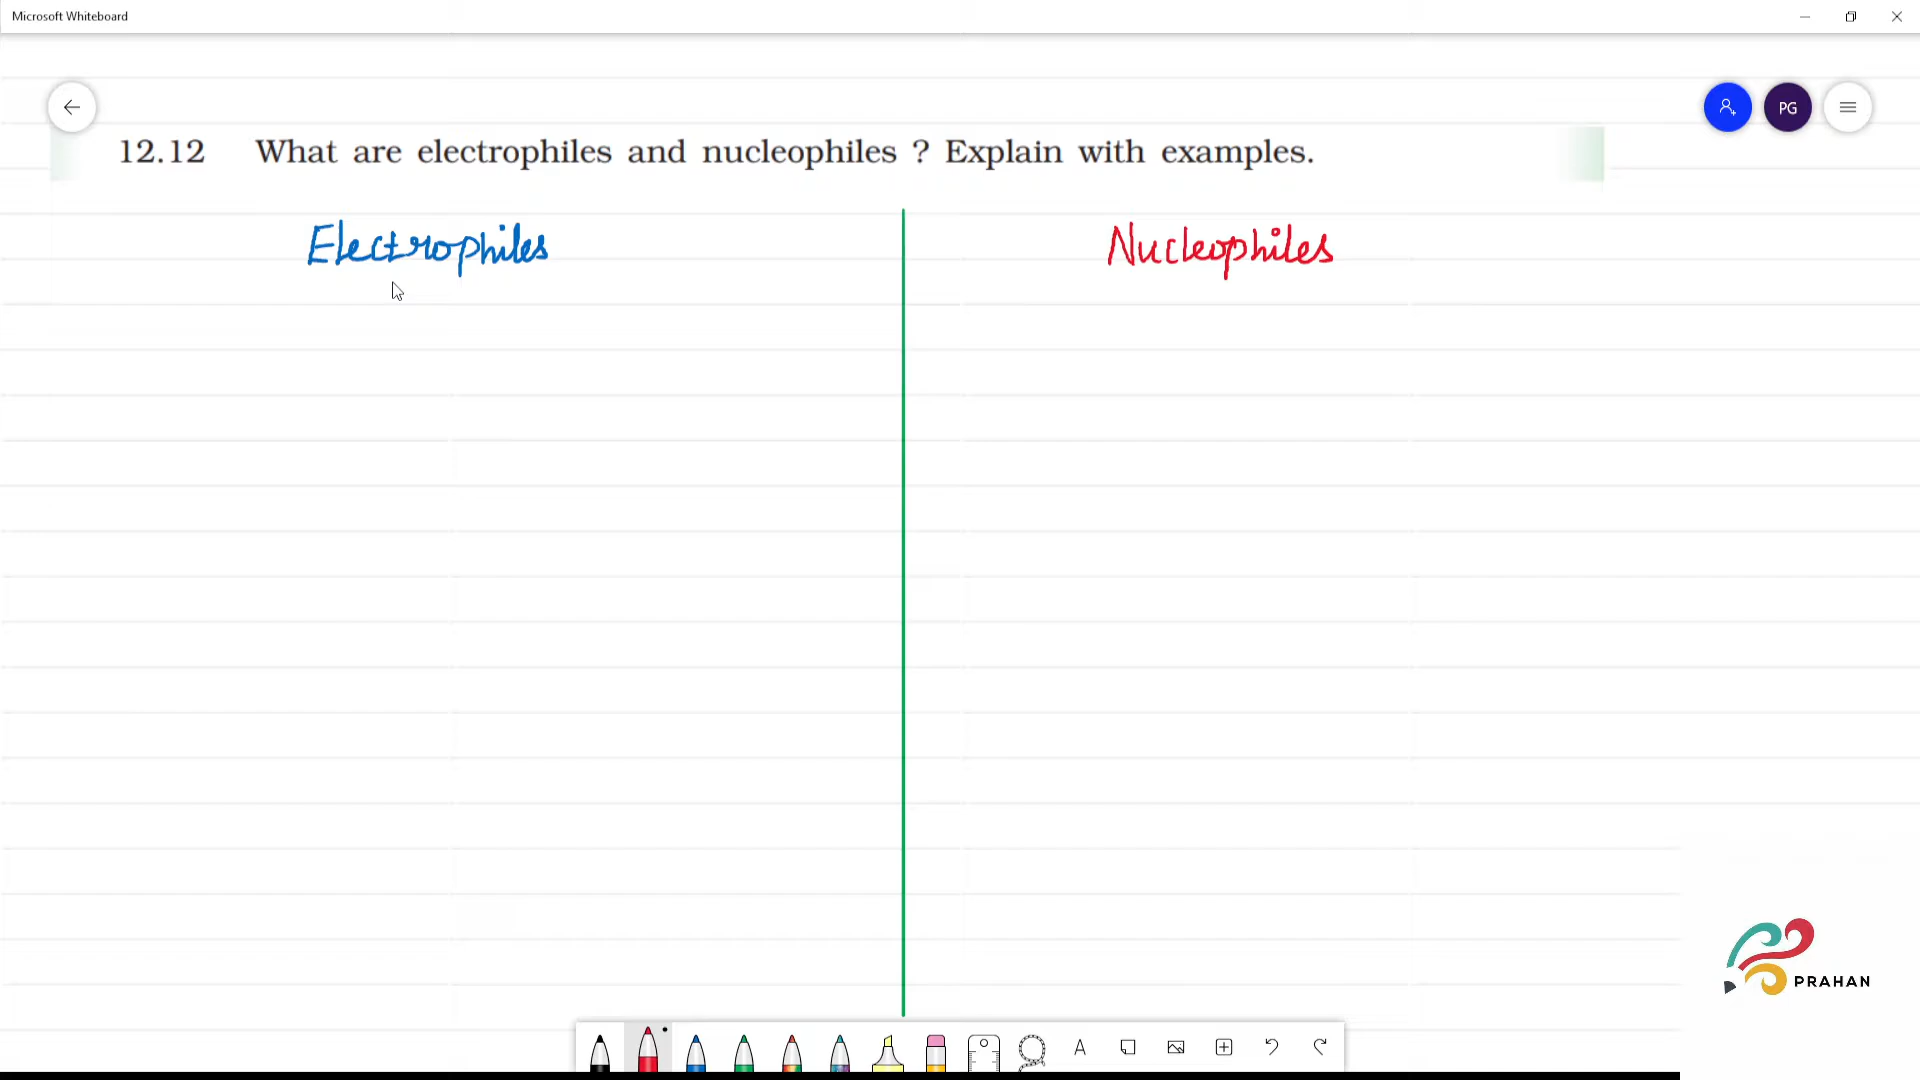 Microsoft Whiteboard
PG
12.12 What are electrophiles and nucleophiles ? Explain with examples.
Electrophiles
Nucleophiles
PRAHAN
A